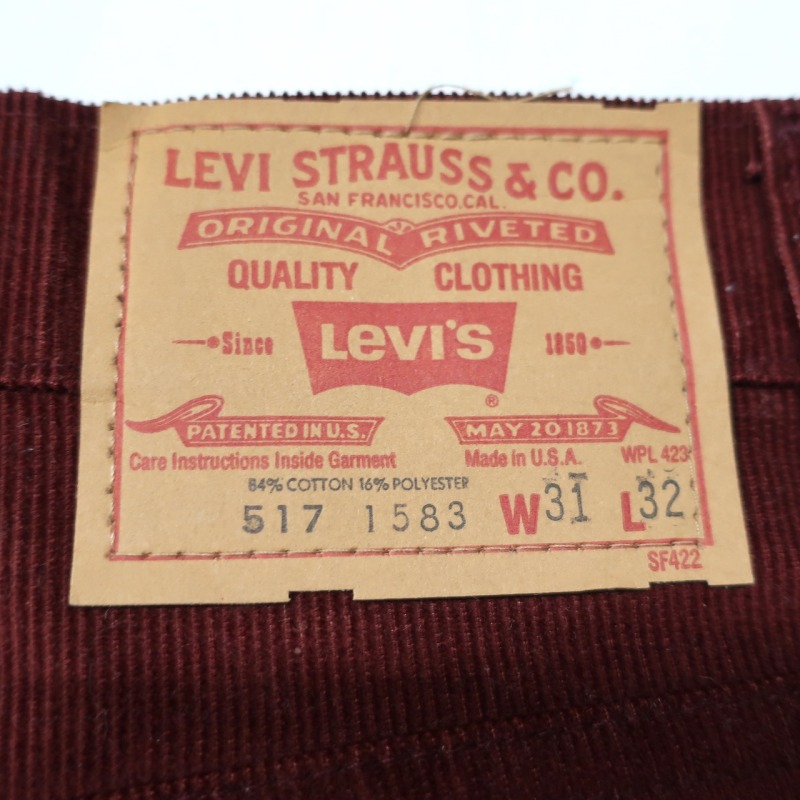 LEVI STRAUSS & CO.
SAN FRANCISCO, CAL.
ORIGINAL RIVETED
QUALITY CLOTHING
Since LEVI'S 1850
®
PATENTED IN U.S. MAY 20 1873
Care Instructions Inside Garment Made in U.S.A. WPL 423
84% COTTON 16% POLYESTER
517 1583 W31 L32
SF422